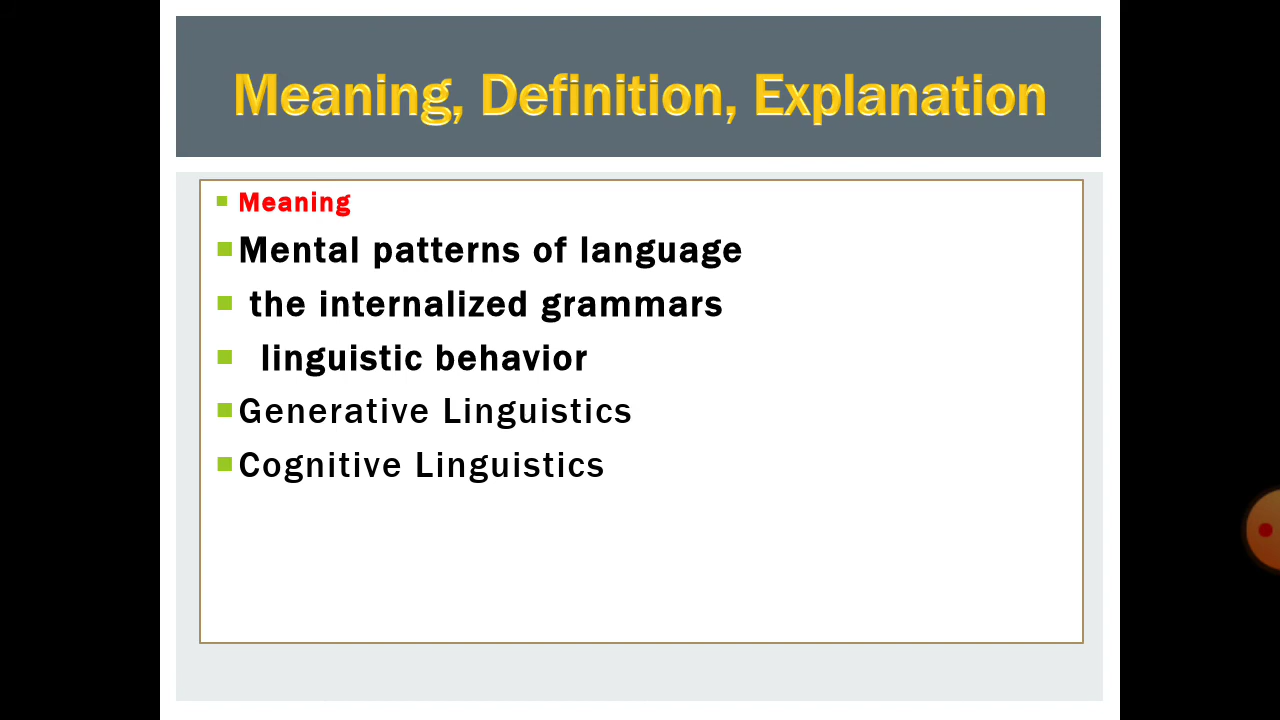 Meaning, Definition, Explanation
Meaning
Mental patterns of language
the internalized grammars
linguistic behavior
Generative Linguistics
Cognitive Linguistics